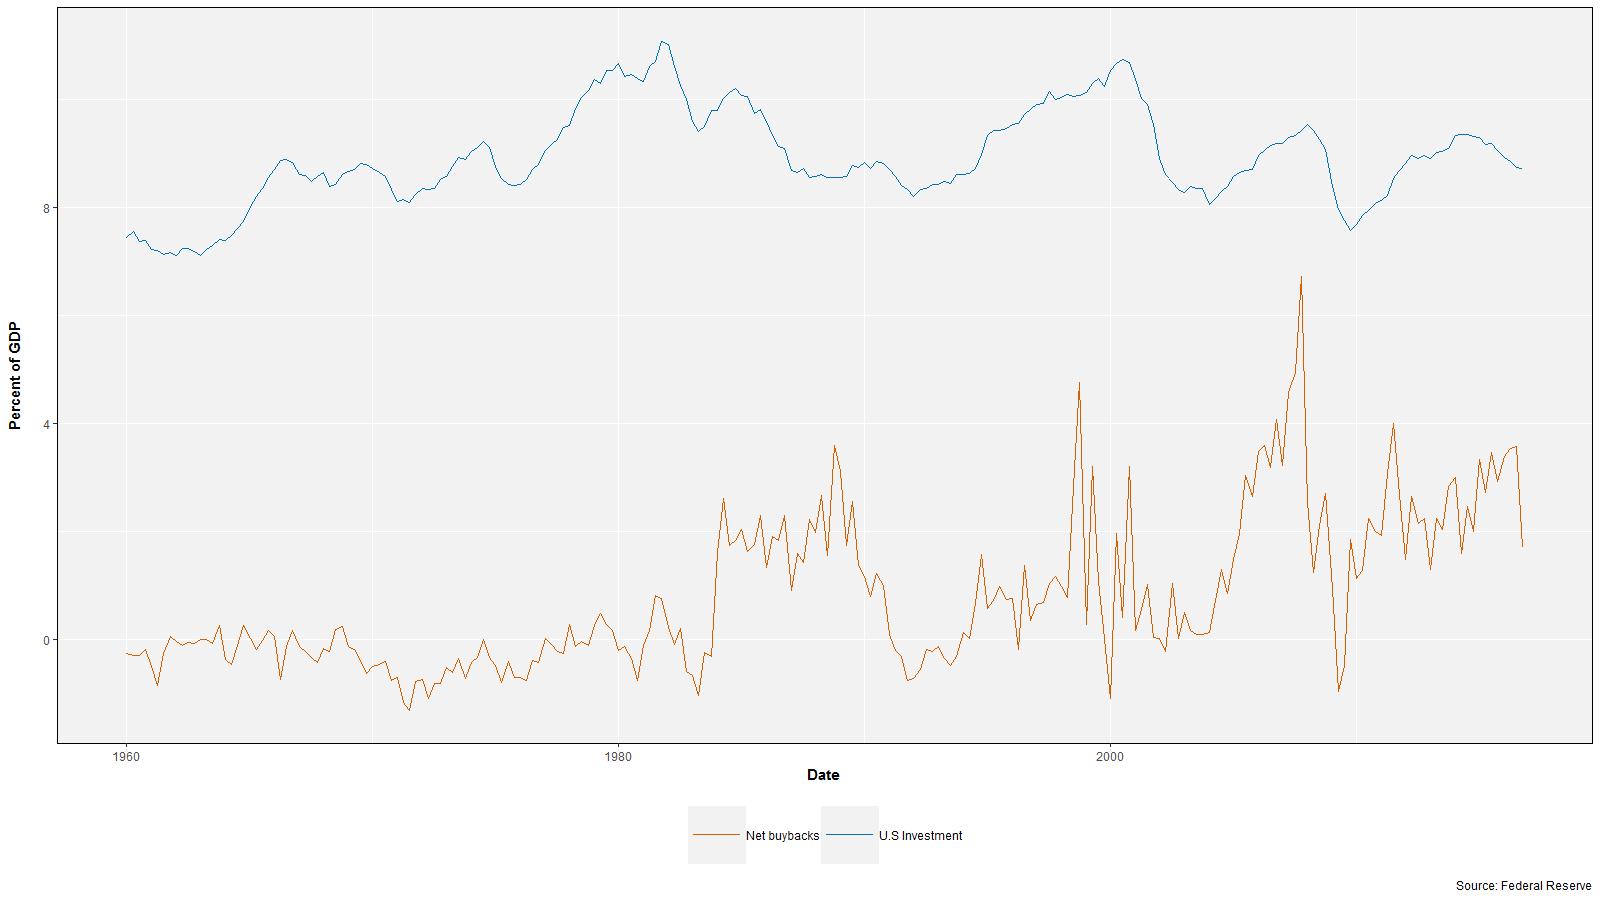 Percent of GDP
8
4
0
1960
1980
2000
Date
Net buybacks
U.S Investment
Source: Federal Reserve